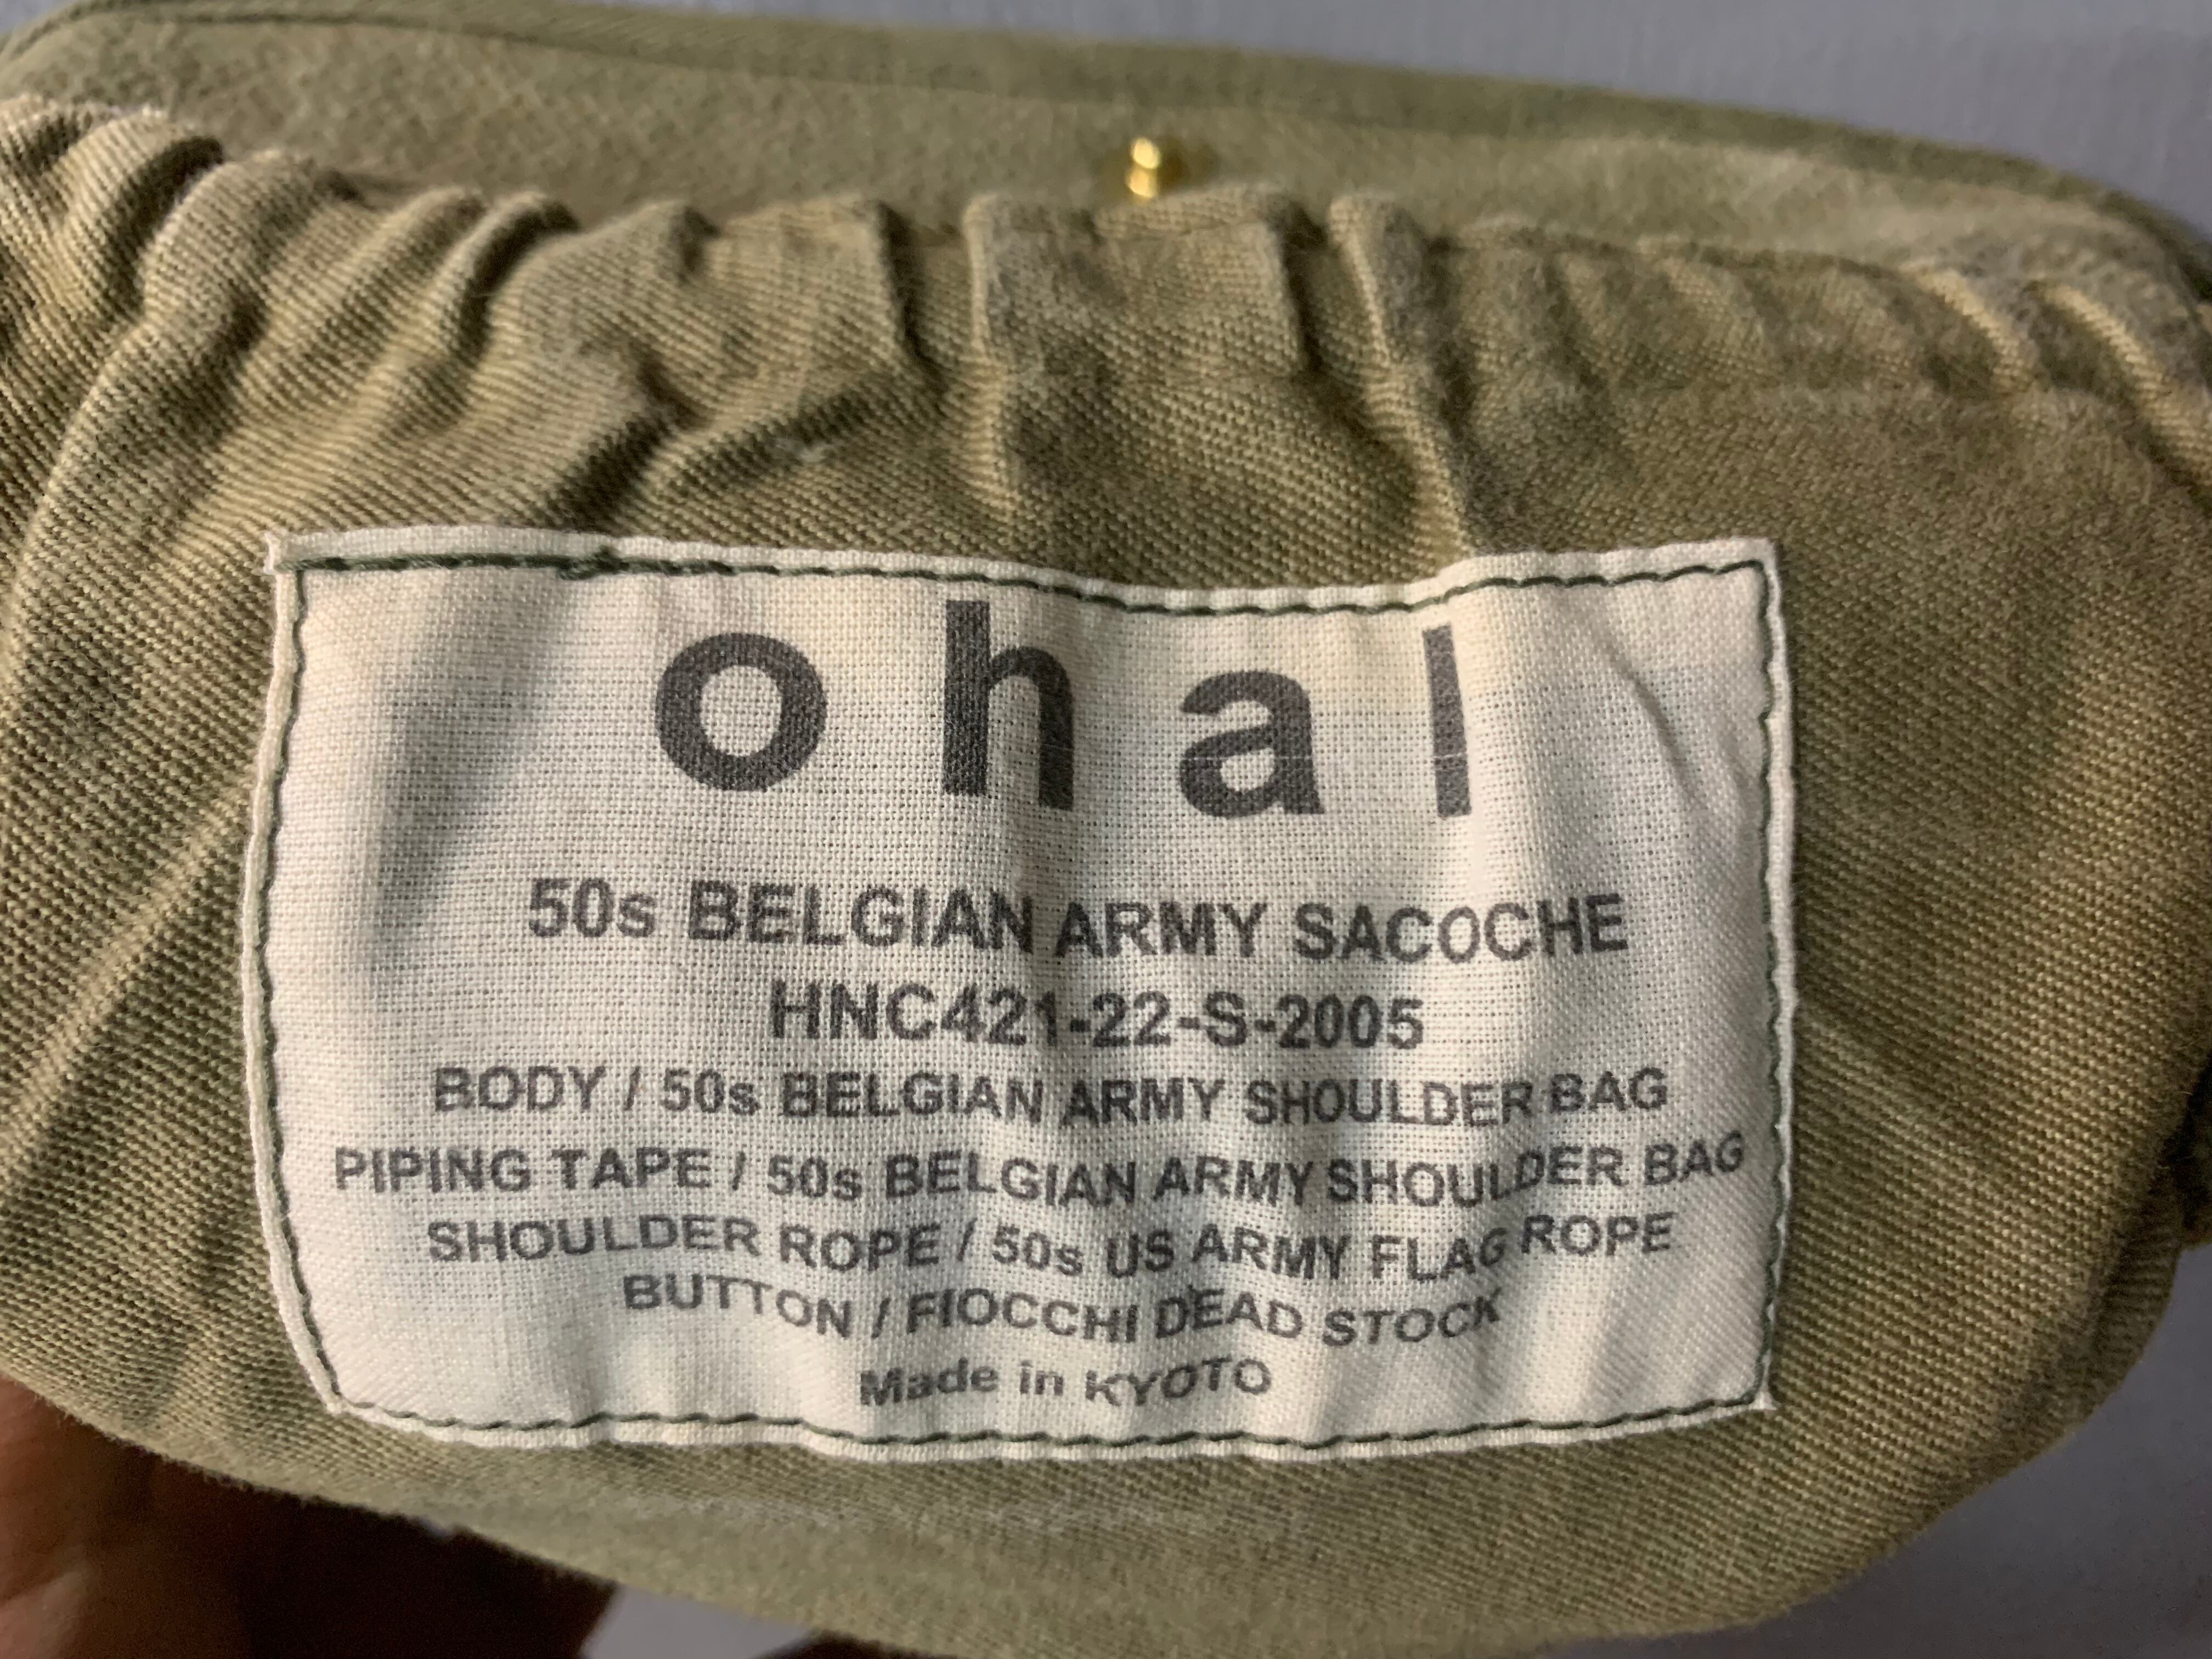 ohal
50s BELGIAN ARMY SACOCHE
HNC421-22-S-2005
BODY / 50s BELGIAN ARMY SHOULDER BAG
PIPING TAPE / 50s BELGIAN ARMY SHOULDER BAG
SHOULDER ROPE / 50s US ARMY FLAG ROPE
BUTTON / FIOCCHI DEAD STOCK
Made in KYOTO